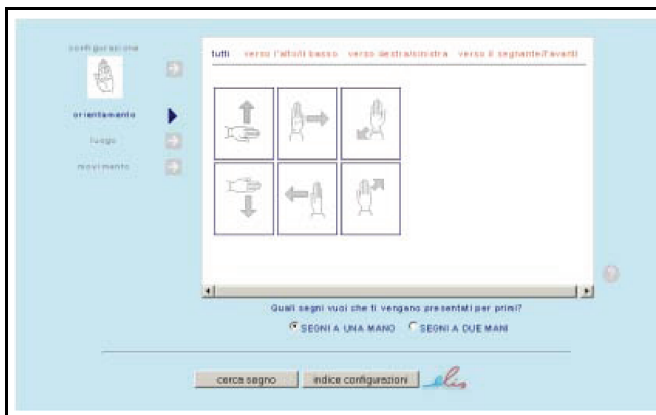 configurazione
tutti verso l'alto/il basso verso destra/sinistra verso il segnante/l'avanti
orientamento
luogo
movimento
Quali segni vuoi che ti vengano presentati per primi?
SEGNI A UNA MANO SEGNI A DUE MANI
cerca segno indice configurazioni elis